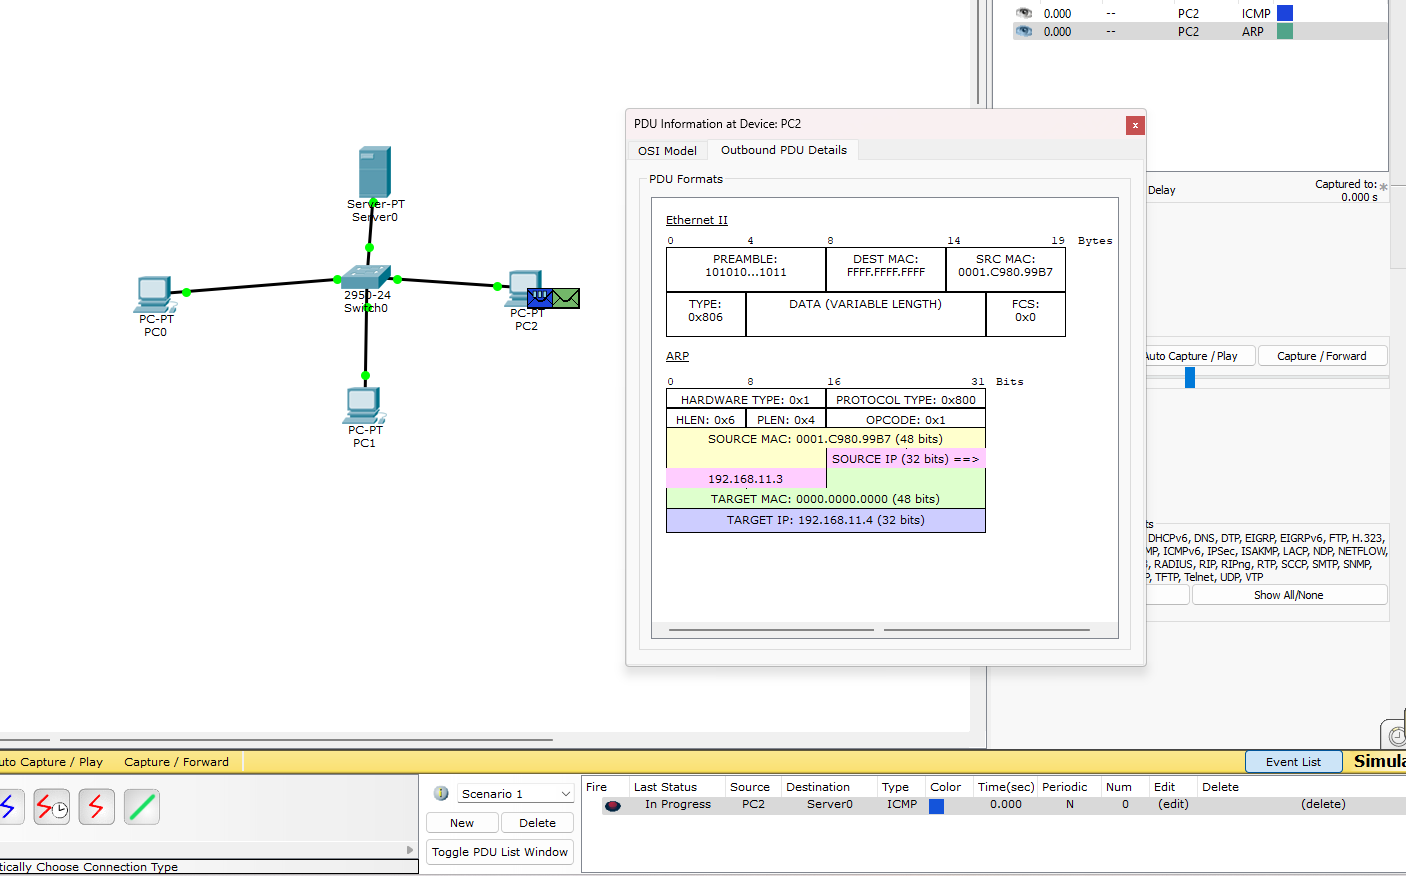 0.000 -- PC2 ICMP
0.000 -- PC2 ARP
PDU Information at Device: PC2
x
OSI Model Outbound PDU Details
PDU Formats
Ethernet II
0 4 8 14 19 Bytes
PREAMBLE: DEST MAC: SRC MAC:
101010...1011 FFFF.FFFF.FFFF 0001.C980.99B7
TYPE: DATA (VARIABLE LENGTH) FCS:
0x806 0x0
ARP
0 8 16 31 Bits
HARDWARE TYPE: 0x1 PROTOCOL TYPE: 0x800
HLEN: 0x6 PLEN: 0x4 OPCODE: 0x1
SOURCE MAC: 0001.C980.99B7 (48 bits)
SOURCE IP (32 bits) ==>
192.168.11.3
TARGET MAC: 0000.0000.0000 (48 bits)
TARGET IP: 192.168.11.4 (32 bits)
Server-PT
Server0
2950-24
Switch0
PC-PT
PC0
PC-PT
PC2
PC-PT
PC1
Delay Captured to: *
0.000 s
Auto Capture / Play Capture / Forward
ts
DHCPv6, DNS, DTP, EIGRP, EIGRPv6, FTP, H.323,
MP, ICMPv6, IPSec, ISAKMP, LACP, NDP, NETFLOW,
RADIUS, RIP, RIPng, RTP, SCCP, SMTP, SNMP,
P, TFTP, Telnet, UDP, VTP
Show All/None
uto Capture / Play Capture / Forward Event List Simula
Scenario 1
New Delete
Toggle PDU List Window
tically Choose Connection Type
Fire Last Status Source Destination Type Color Time(sec) Periodic Num Edit Delete
In Progress PC2 Server0 ICMP 0.000 N 0 (edit) (delete)